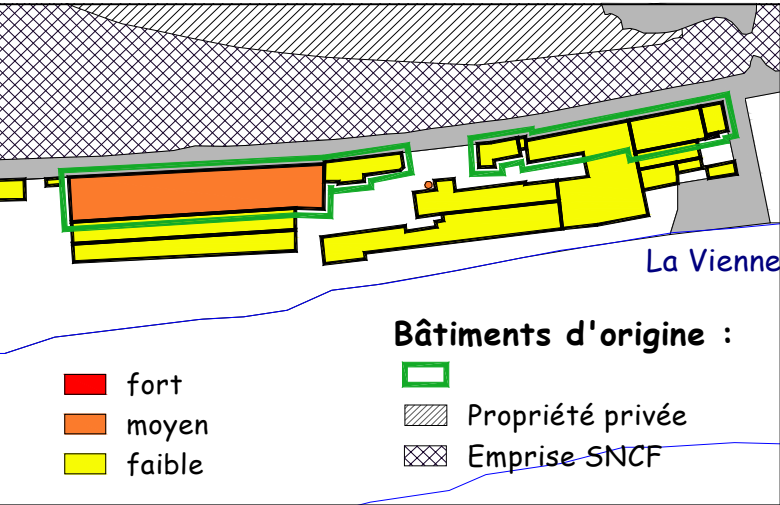 La Vienne
Bâtiments d'origine :
fort
moyen
faible
Propriété privée
Emprise SNCF